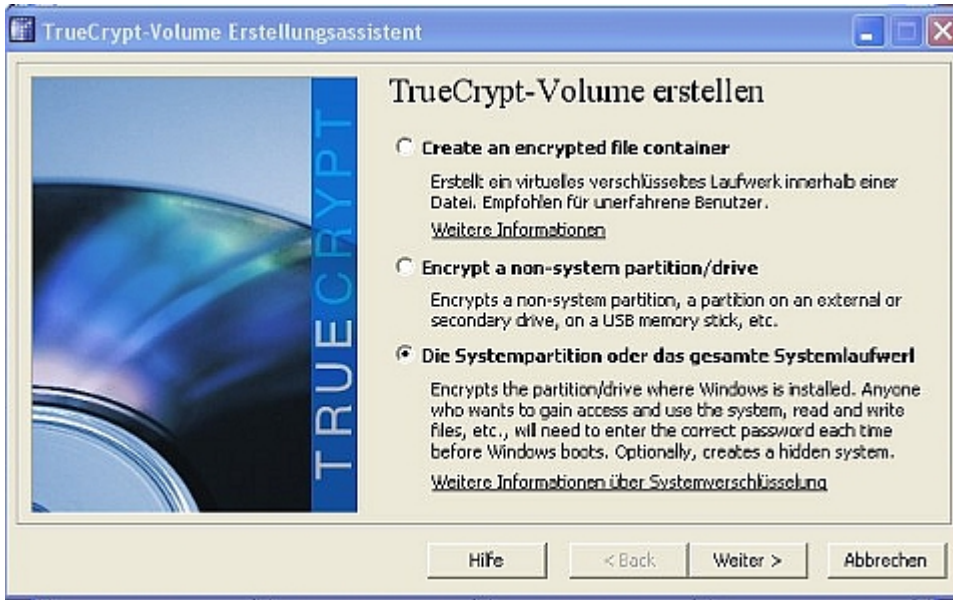 TrueCrypt-Volume Erstellungsassistent
TRUECRYPT
TrueCrypt-Volume erstellen
Create an encrypted file container
Erstellt ein virtuelles verschlüsseltes Laufwerk innerhalb einer
Datei. Empfohlen für unerfahrene Benutzer.
Weitere Informationen
Encrypt a non-system partition/drive
Encrypts a non-system partition, a partition on an external or
secondary drive, on a USB memory stick, etc.
Die Systempartition oder das gesamte Systemlaufwerl
Encrypts the partition/drive where Windows is installed. Anyone
who wants to gain access and use the system, read and write
files, etc., will need to enter the correct password each time
before Windows boots. Optionally, creates a hidden system.
Weitere Informationen über Systemverschlüsselung
Hilfe
< Back
Weiter >
Abbrechen